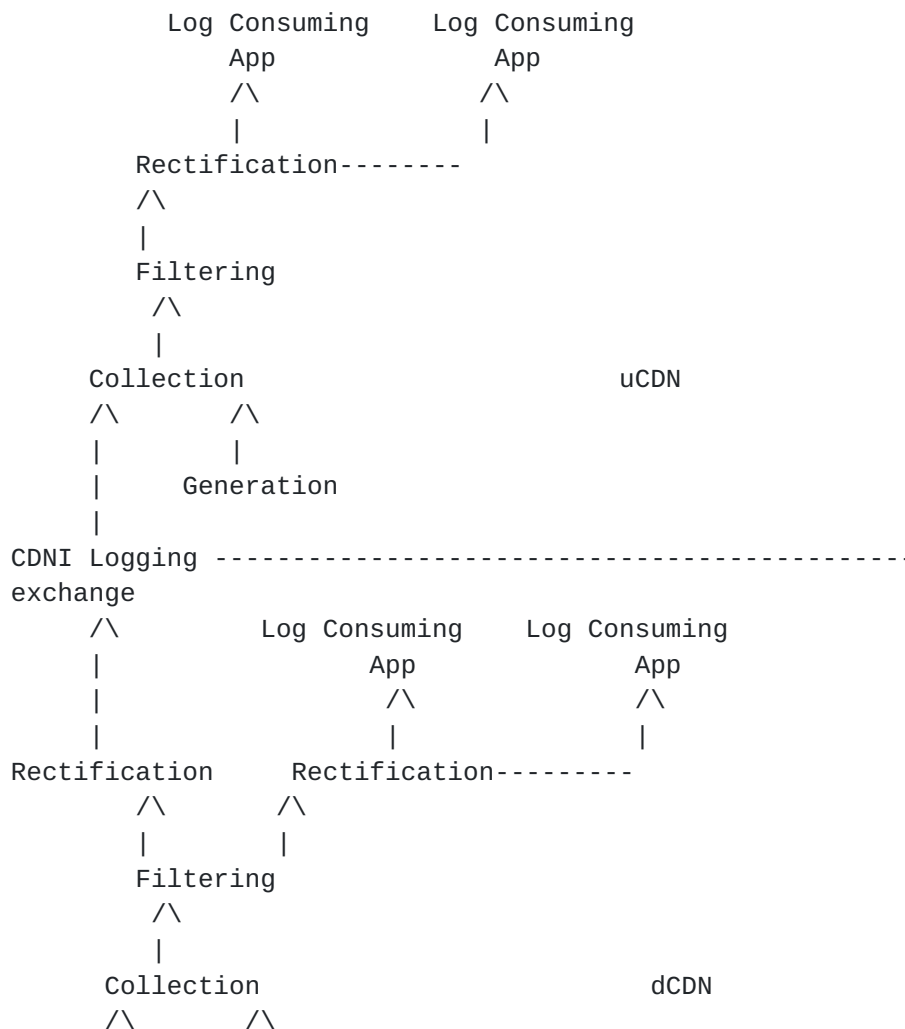 Log Consuming    Log Consuming
              App              App
              /\                /\
              |                |
        Rectification--------
        /\
        |
        Filtering
         /\
         |
     Collection                        uCDN
     /\       /\
     |        |
     |     Generation
     |
CDNI Logging ---------------------------------------------
exchange
     /\         Log Consuming    Log Consuming
     |                 App              App
     |                  /\              /\
     |                  |               |
Rectification     Rectification---------
        /\       /\
        |        |
        Filtering
         /\
         |
      Collection                         dCDN
      /\       /\